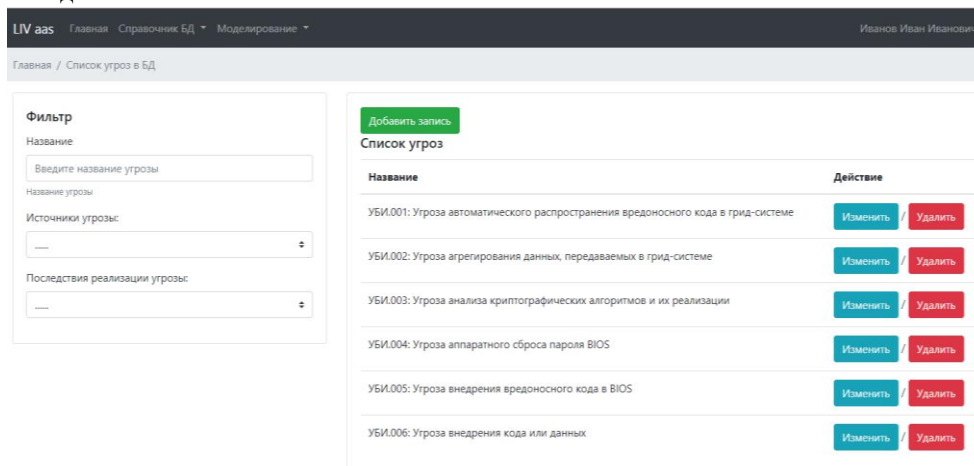 LIV aas Главная Справочник БД Моделирование Иванов Иван Иванович
Главная / Список угроз в БД
Фильтр
Название
Введите название угрозы
Название угрозы
Источники угрозы:
----
Последствия реализации угрозы:
----
Добавить запись
Список угроз
Название Действие
УБИ.001: Угроза автоматического распространения вредоносного кода в грид-системе Изменить / Удалить
УБИ.002: Угроза агрегирования данных, передаваемых в грид-системе Изменить / Удалить
УБИ.003: Угроза анализа криптографических алгоритмов и их реализации Изменить / Удалить
УБИ.004: Угроза аппаратного сброса пароля BIOS Изменить / Удалить
УБИ.005: Угроза внедрения вредоносного кода в BIOS Изменить / Удалить
УБИ.006: Угроза внедрения кода или данных Изменить / Удалить